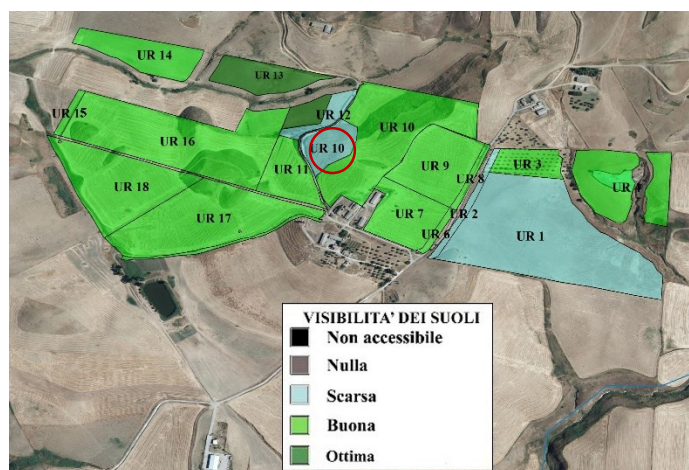 UR 14
UR 13
UR 15
UR 12
UR 10
UR 16
UR 10
UR 9
UR 3
UR 11
UR 8
UR 4
UR 18
UR 17
UR 7
UR 2
UR 6
UR 1
VISIBILITA' DEI SUOLI
Non accessibile
Nulla
Scarsa
Buona
Ottima